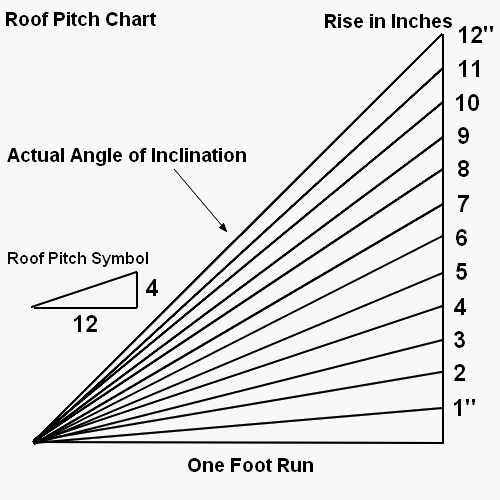 Roof Pitch Chart
Rise in Inches
12"
11
10
9
Actual Angle of Inclination
8
7
6
Roof Pitch Symbol
5
4
4
12
3
2
1"
One Foot Run